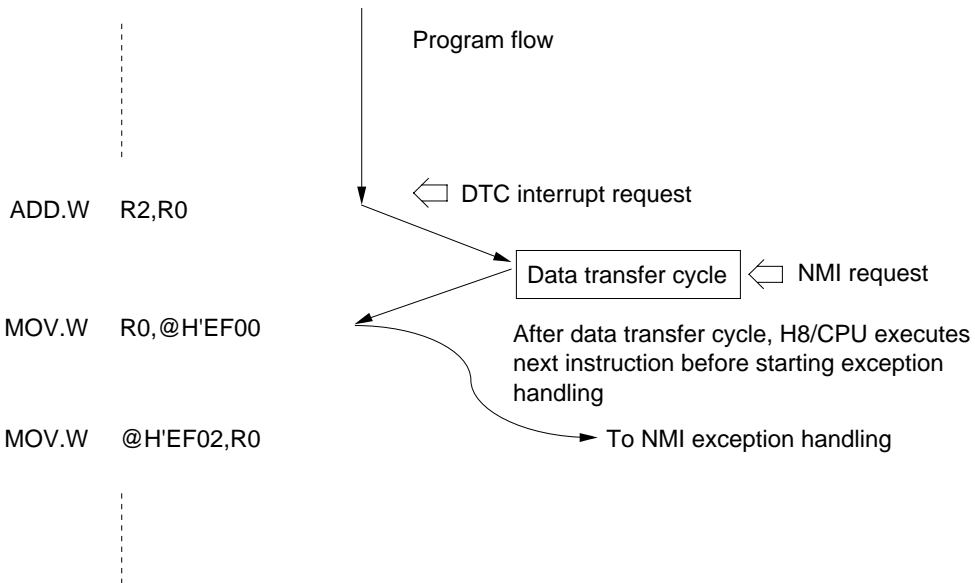 Program flow
ADD.W R2,R0
DTC interrupt request
Data transfer cycle
NMI request
MOV.W R0,@H'EF00
After data transfer cycle, H8/CPU executes
next instruction before starting exception
handling
MOV.W @H'EF02,R0
To NMI exception handling